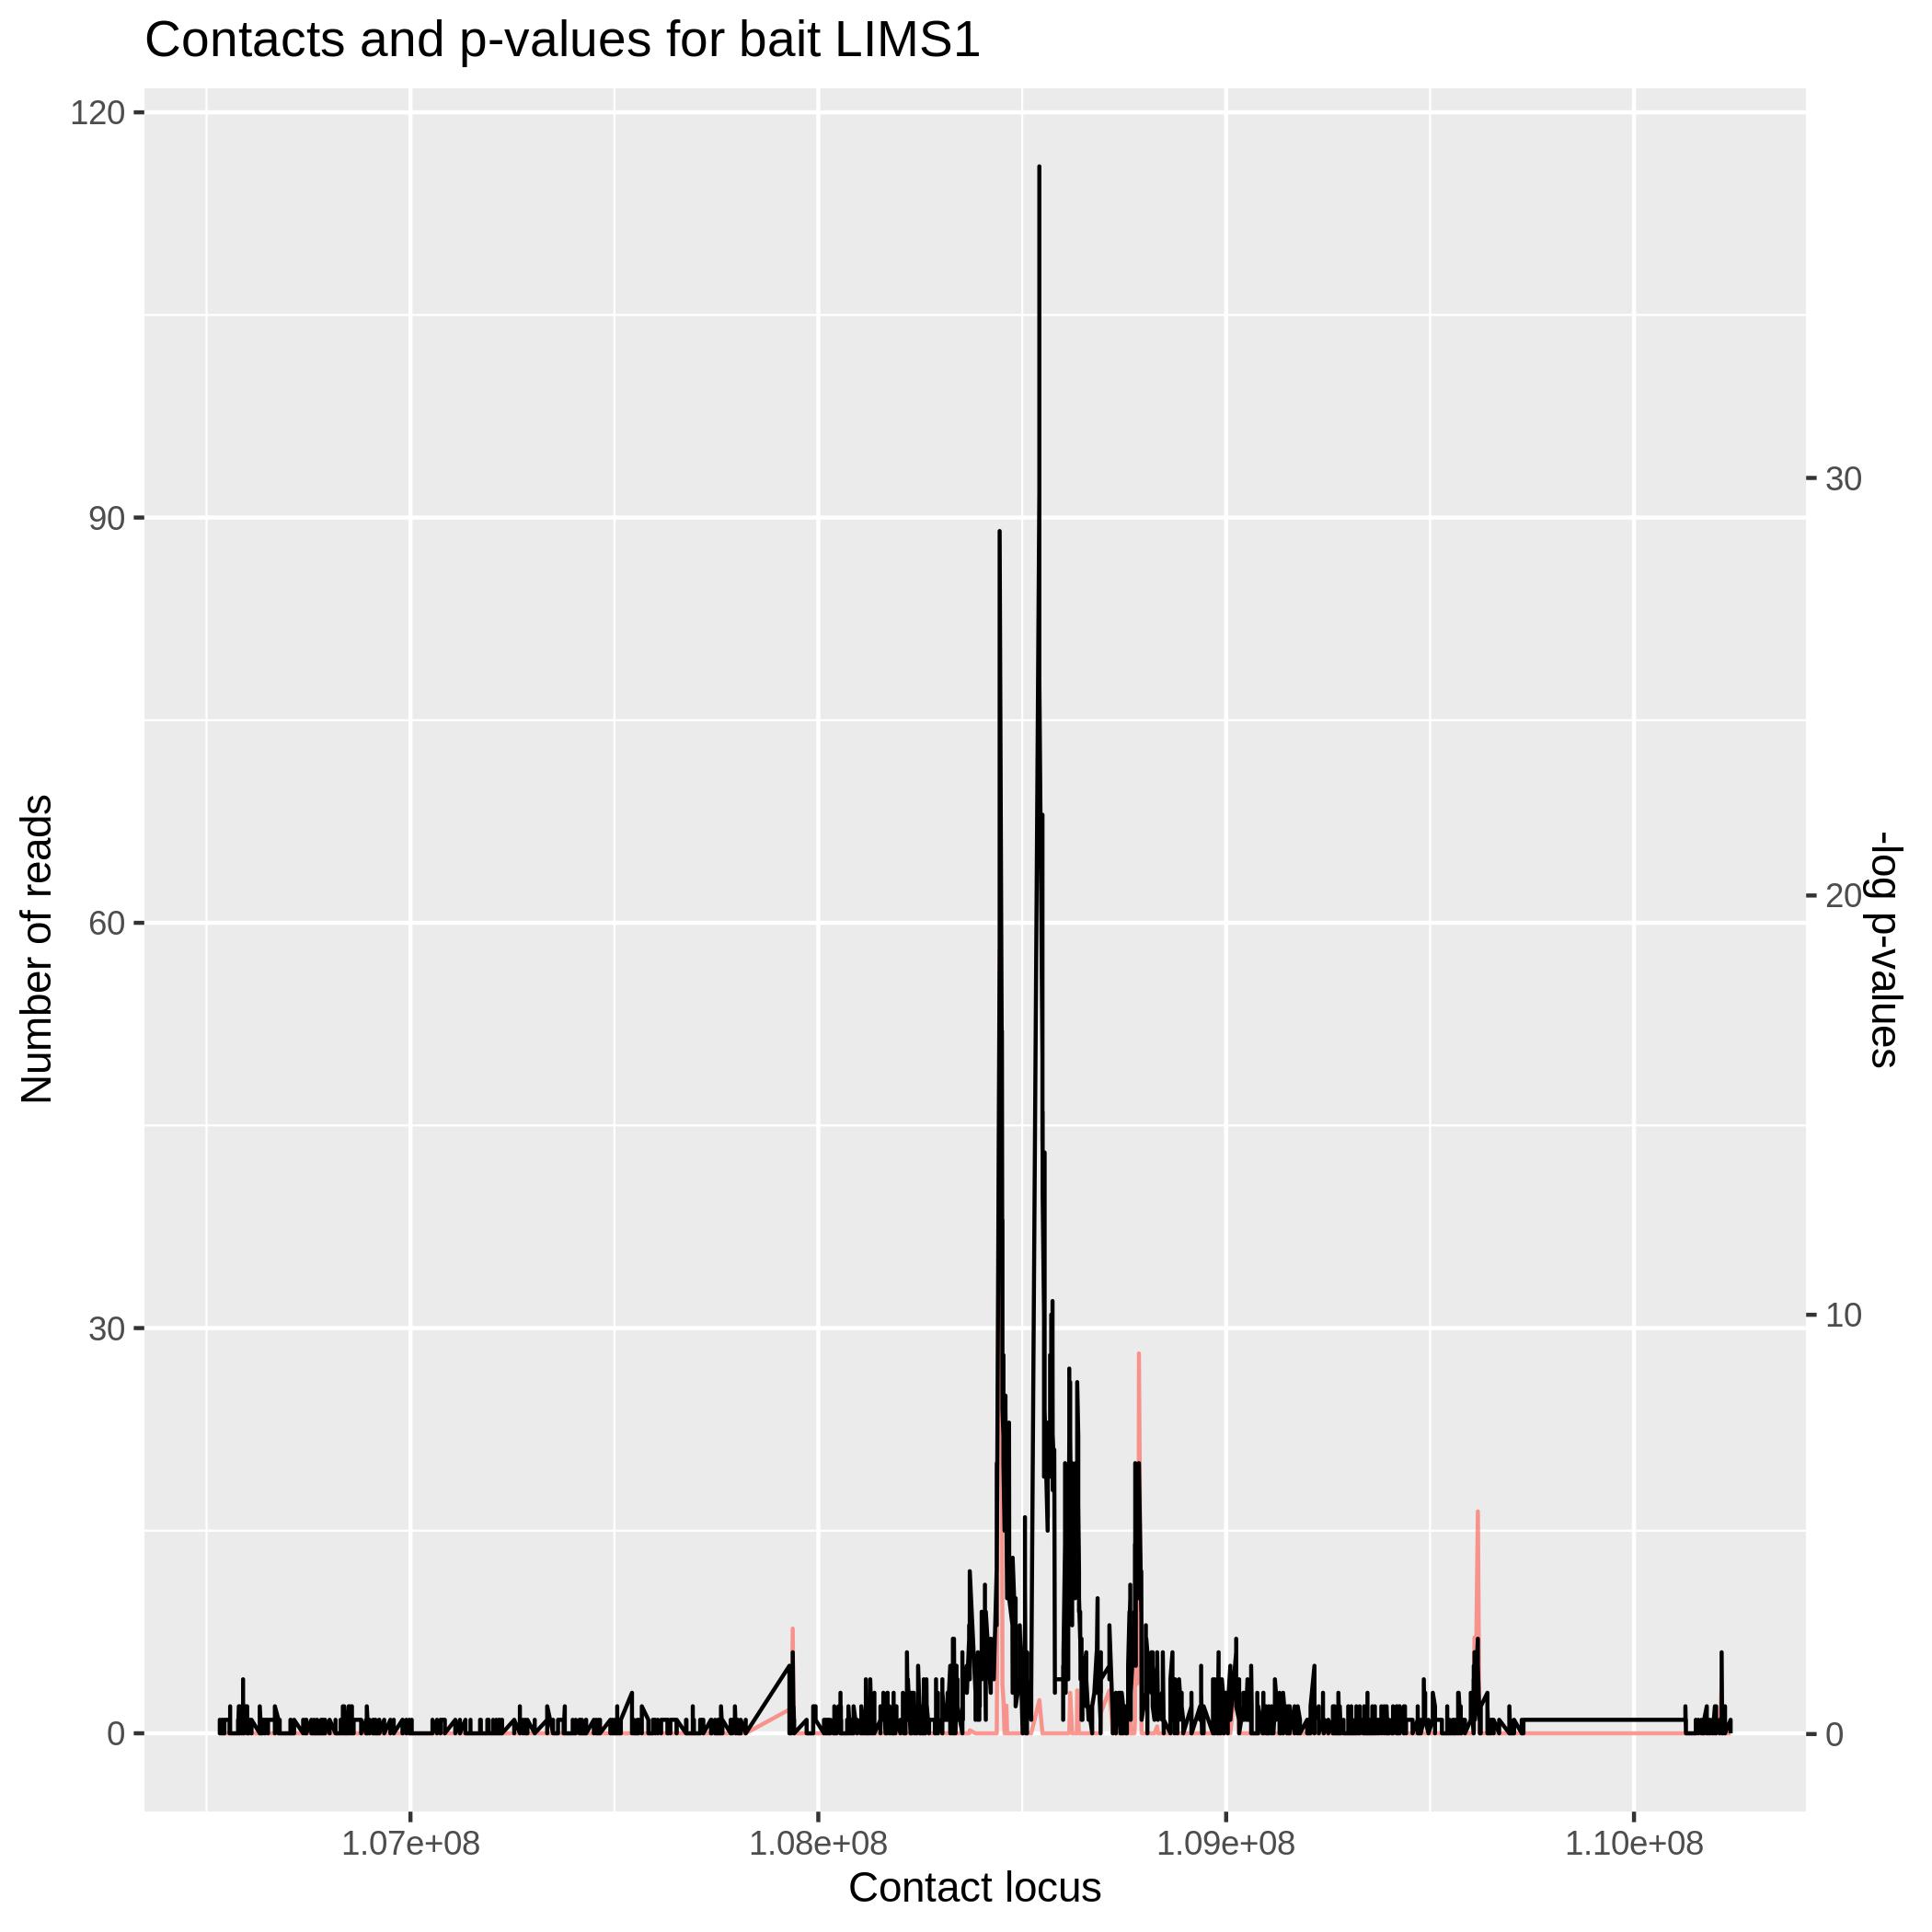 Contacts and p-values for bait LIMS1
120
90
60
30
0
Number of reads
30
20
10
0
-log p-values
1.07e+08
1.08e+08
1.09e+08
1.10e+08
Contact locus